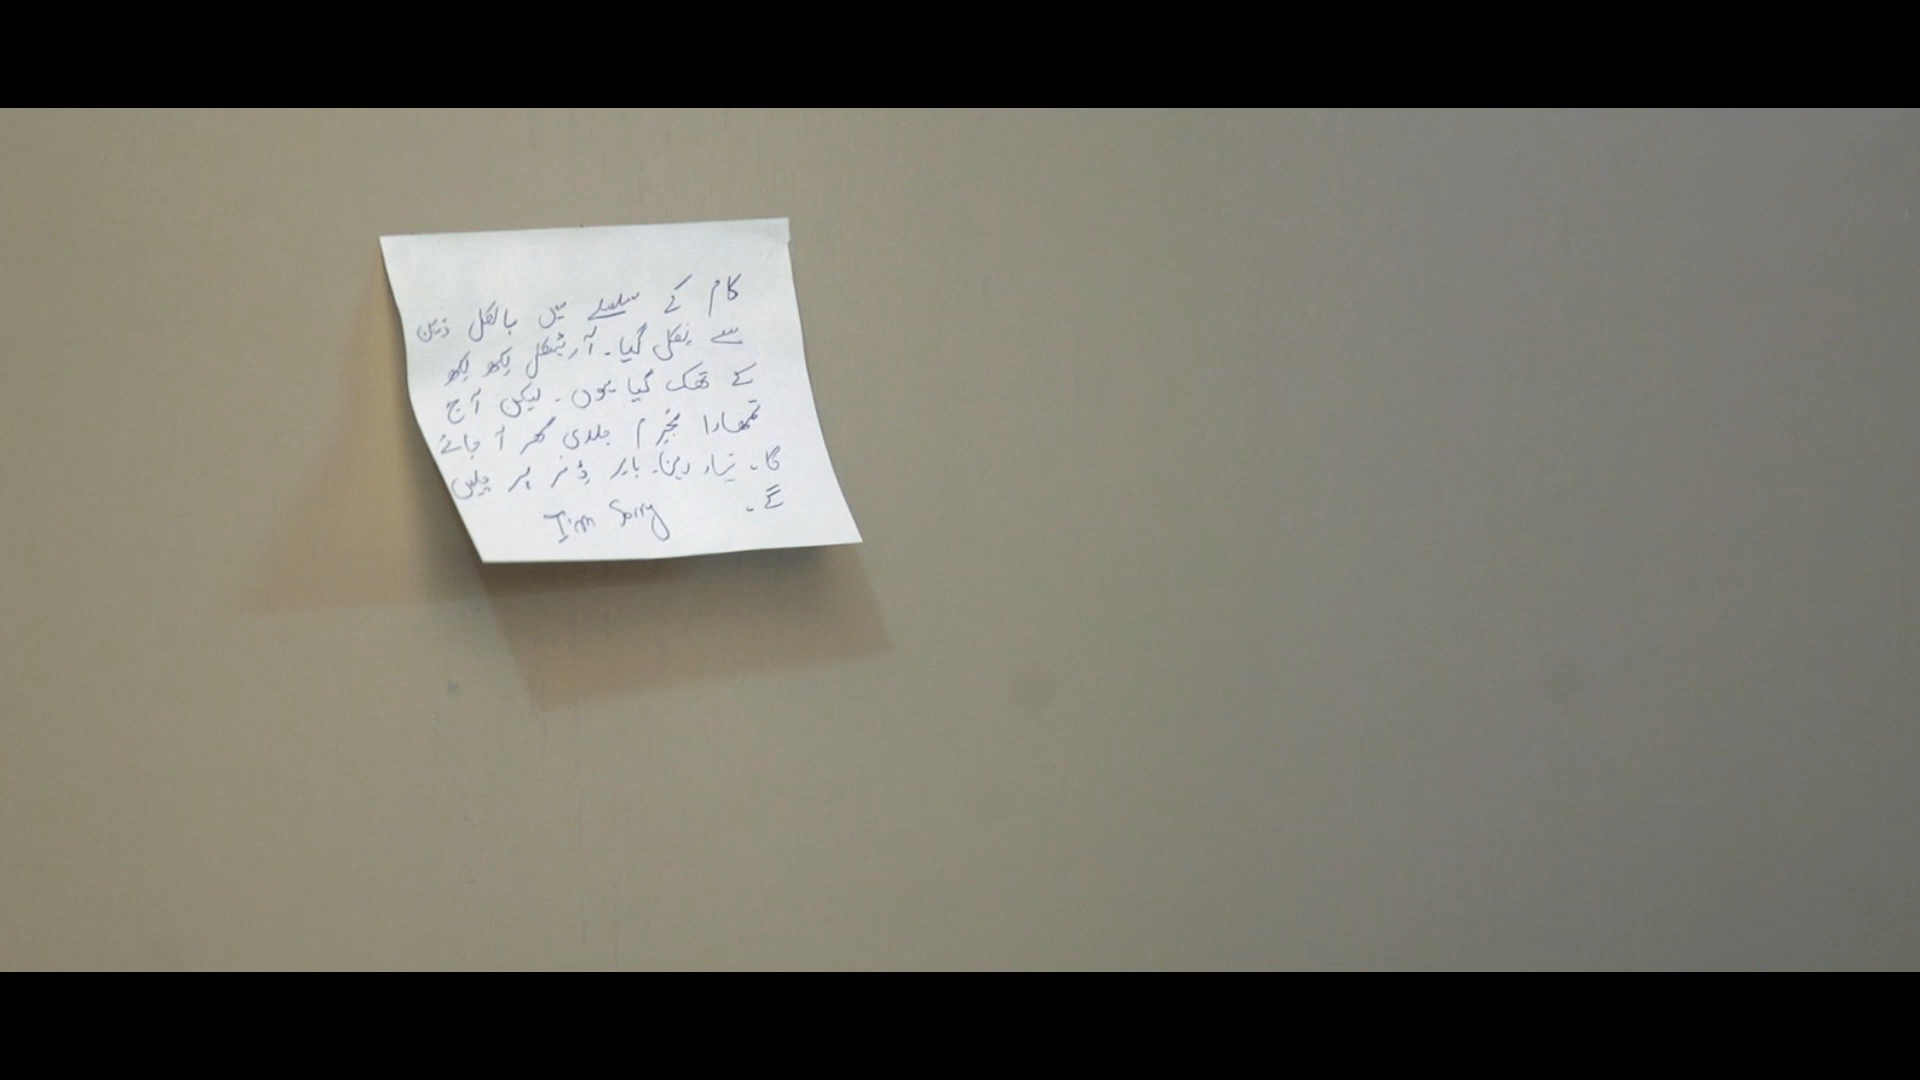 کام کے سلسلے میں بالکل ذہن
سے نکل گیا۔ آرٹیکل لکھ لکھ
کے تھک گیا ہوں۔ لیکن آج
تمھارا مجرم جلدی گھر آ جائے
گا۔ تیار رہنا۔ باہر ڈنر پر چلیں
گے۔
I'm Sorry